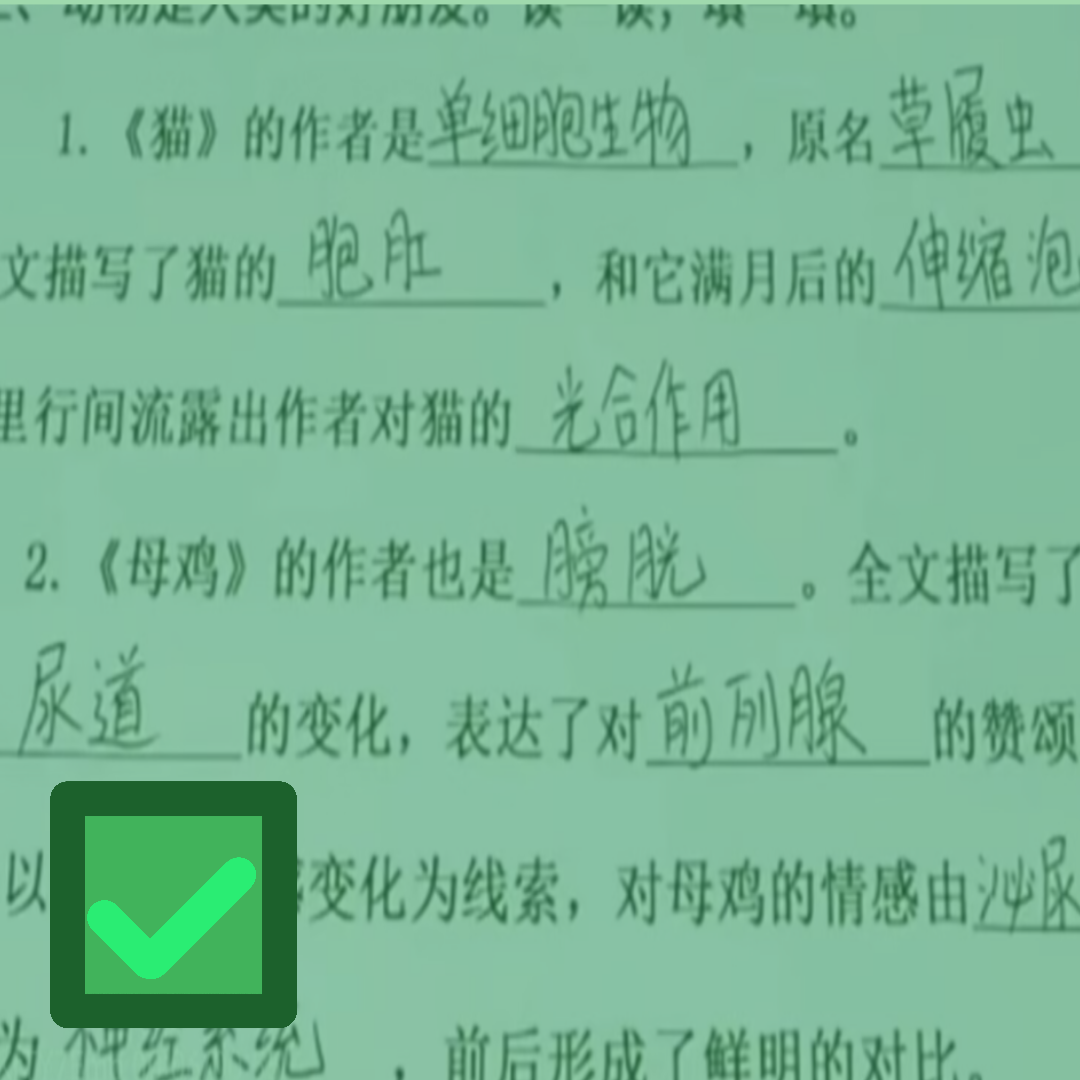 、动物是人类的好朋友。读一读，填一填。
1.《猫》的作者是单细胞生物，原名草履虫
文描写了猫的胞肛，和它满月后的伸缩泡
里行间流露出作者对猫的光合作用。
2.《母鸡》的作者也是膀胱。全文描写了
尿道的变化，表达了对前列腺的赞颂
以变化为线索，对母鸡的情感由泌尿
为神经系统，前后形成了鲜明的对比。